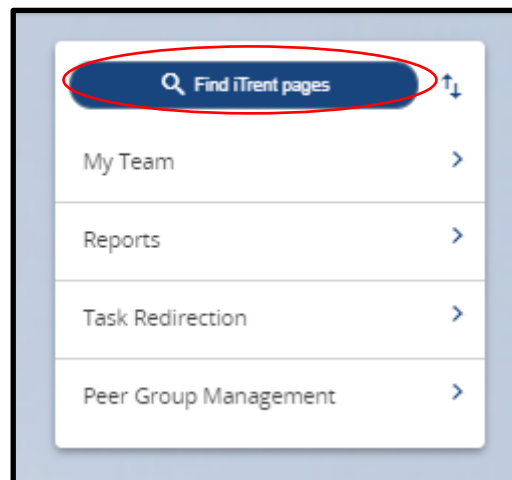 Find iTrent pages
My Team
Reports
Task Redirection
Peer Group Management